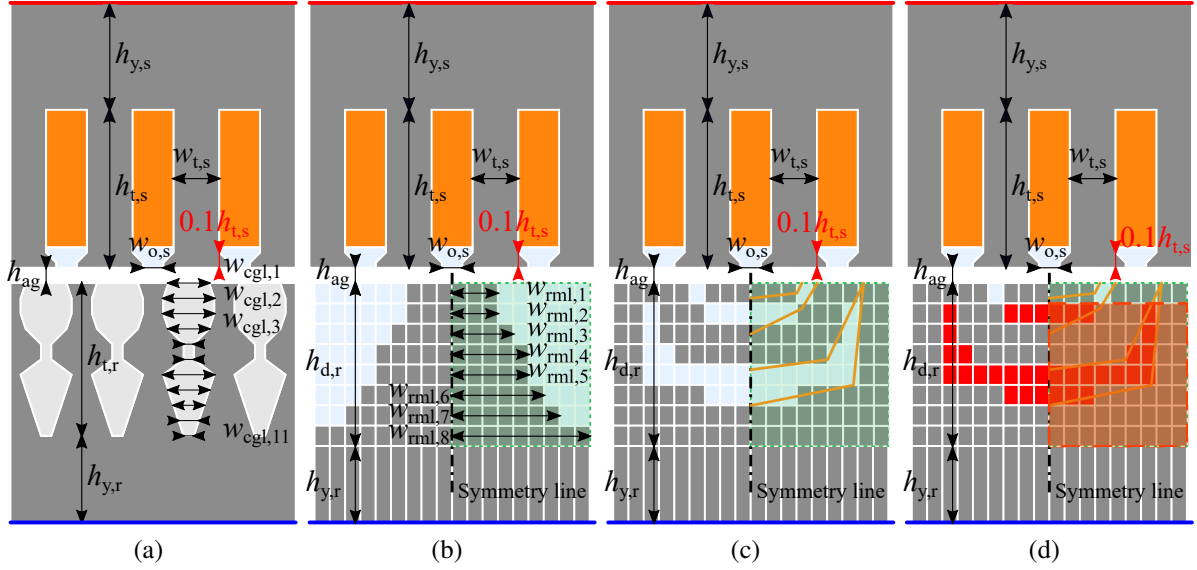 h_y,s
h_t,s
w_t,s
0.1h_t,s
w_o,s
h_ag
w_cgl,1
w_cgl,2
w_cgl,3
h_t,r
w_cgl,11
h_y,r
(a)
h_y,s
h_t,s
w_t,s
0.1h_t,s
w_o,s
h_ag
w_rml,1
w_rml,2
w_rml,3
w_rml,4
w_rml,5
w_rml,6
w_rml,7
w_rml,8
h_d,r
h_y,r
Symmetry line
(b)
h_y,s
h_t,s
w_t,s
0.1h_t,s
w_o,s
h_ag
h_d,r
h_y,r
Symmetry line
(c)
h_y,s
h_t,s
w_t,s
0.1h_t,s
w_o,s
h_ag
h_d,r
h_y,r
Symmetry line
(d)